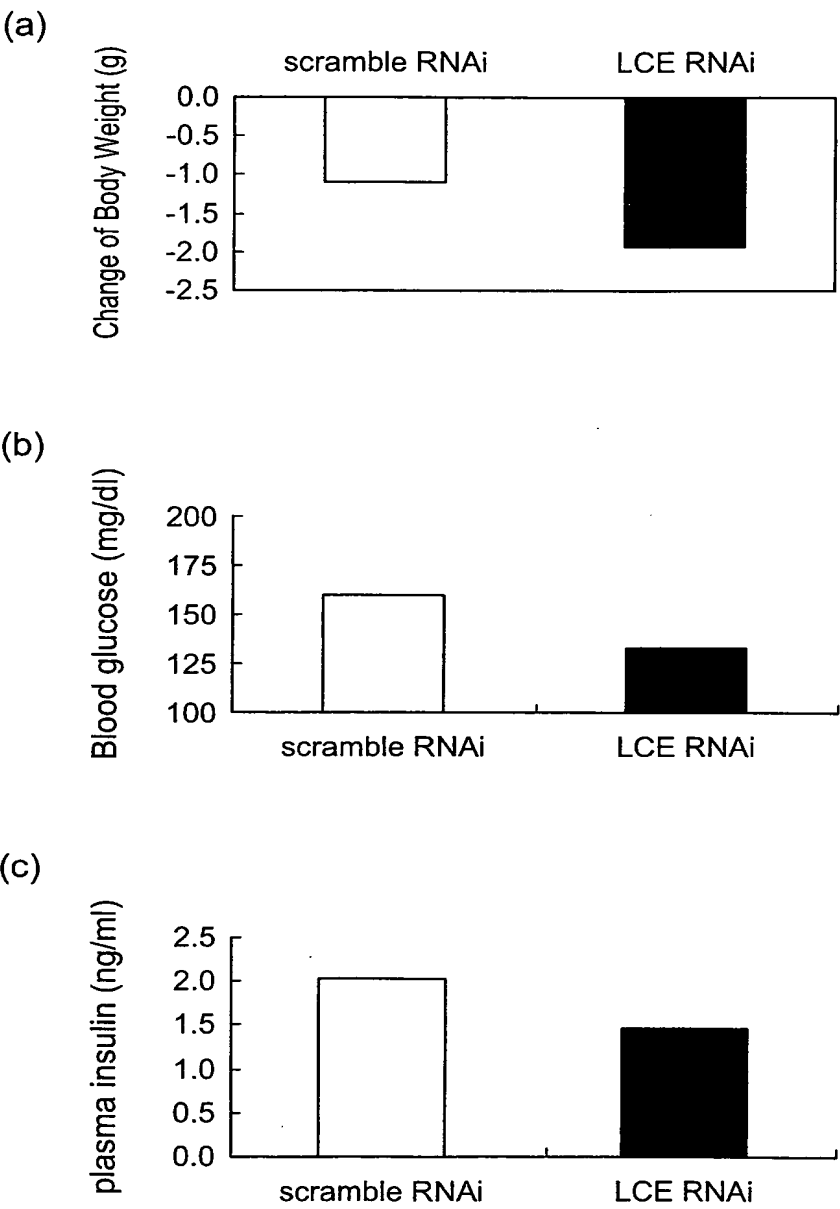 (a)
scramble RNAi LCE RNAi
Change of Body Weight (g)
0.0
-0.5
-1.0
-1.5
-2.0
-2.5
(b)
Blood glucose (mg/dl)
200
175
150
125
100
scramble RNAi LCE RNAi
(c)
plasma insulin (ng/ml)
2.5
2.0
1.5
1.0
0.5
0.0
scramble RNAi LCE RNAi